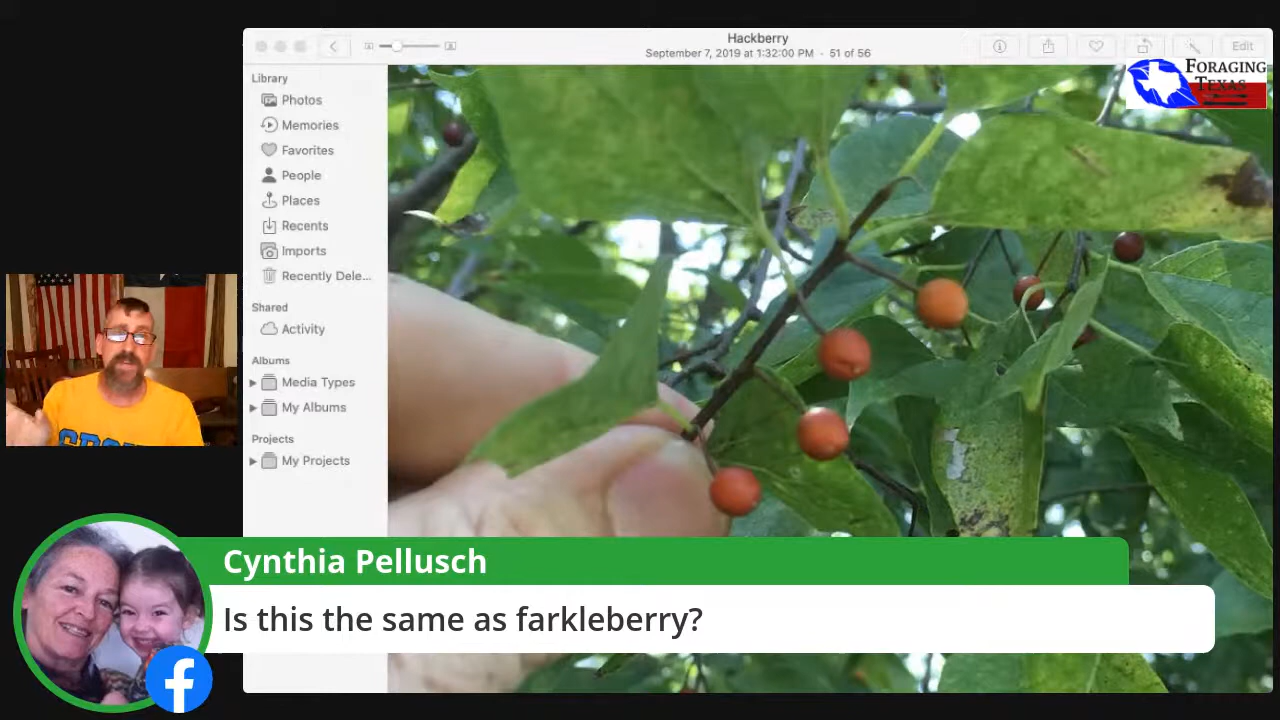 Hackberry
September 7, 2019 at 1:32:00 PM - 51 of 56
Edit
FORAGING
TEXAS
Library
Photos
Memories
Favorites
People
Places
Recents
Imports
Recently Dele...
Shared
Activity
Albums
Media Types
My Albums
Projects
My Projects
Cynthia Pellusch
Is this the same as farkleberry?